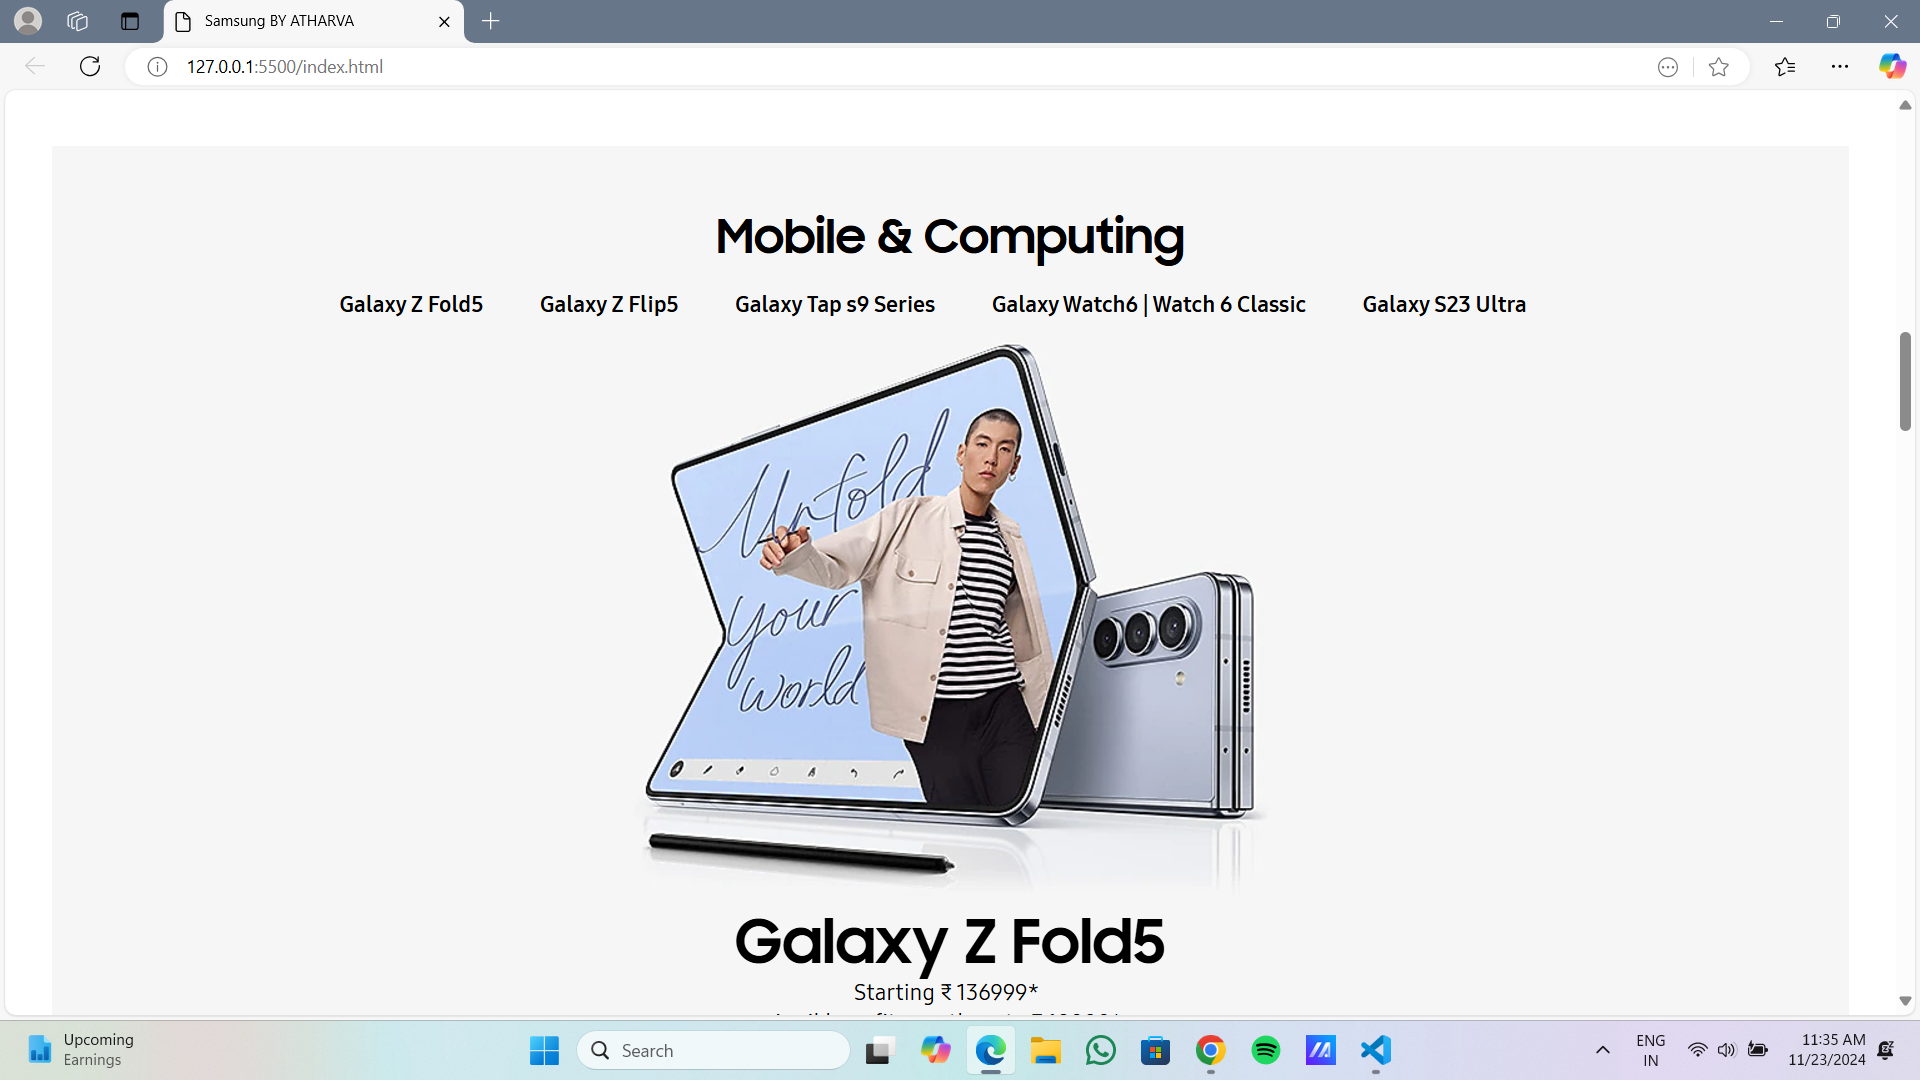 Samsung BY ATHARVA
127.0.0.1:5500/index.html
Mobile & Computing
Galaxy Z Fold5 Galaxy Z Flip5 Galaxy Tap s9 Series Galaxy Watch6 | Watch 6 Classic Galaxy S23 Ultra
Unfold
your
world
Galaxy Z Fold5
Starting ₹ 136999*
Upcoming
Earnings
Search
ENG
IN
11:35 AM
11/23/2024